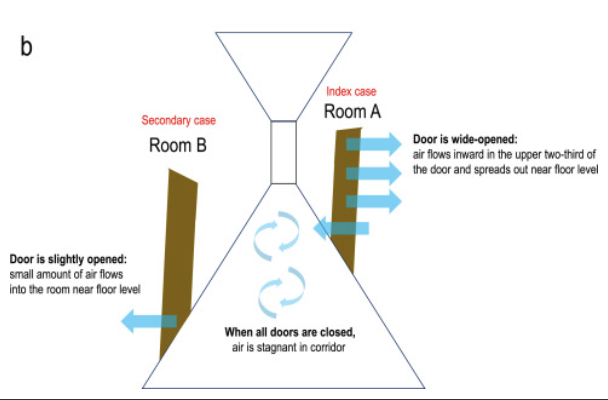 b
Index case
Room A
Secondary case
Room B
Door is wide-opened:
air flows inward in the upper two-third of
the door and spreads out near floor level
Door is slightly opened:
small amount of air flows
into the room near floor level
When all doors are closed,
air is stagnant in corridor